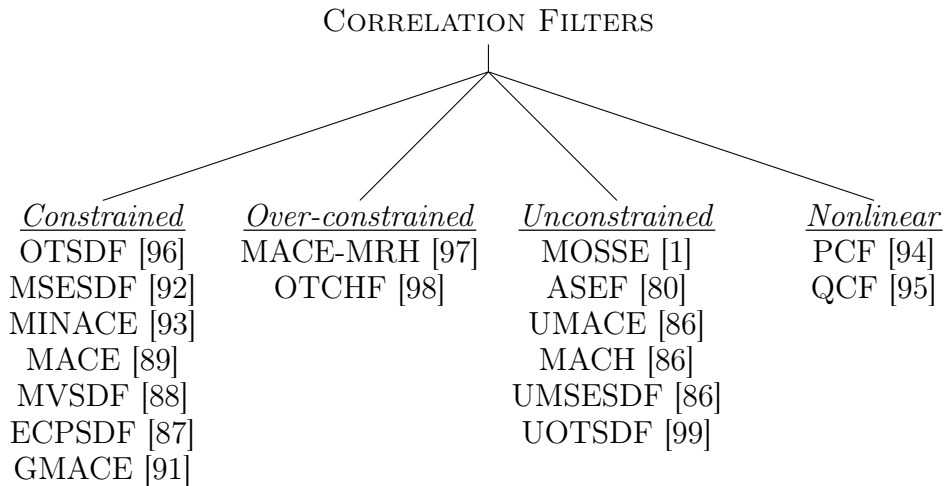 CORRELATION FILTERS
Constrained
OTSDF [96]
MSESDF [92]
MINACE [93]
MACE [89]
MVSDF [88]
ECPSDF [87]
GMACE [91]
Over-constrained
MACE-MRH [97]
OTCHF [98]
Unconstrained
MOSSE [1]
ASEF [80]
UMACE [86]
MACH [86]
UMSESDF [86]
UOTSDF [99]
Nonlinear
PCF [94]
QCF [95]